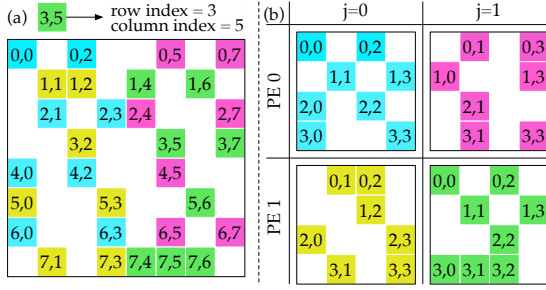 (a) 3,5 row index = 3
column index = 5
0,0 0,2 0,5 0,7
1,1 1,2 1,4 1,6
2,1 2,3 2,4 2,7
3,2 3,5 3,7
4,0 4,2 4,5
5,0 5,3 5,6
6,0 6,3 6,5 6,7
7,1 7,3 7,4 7,5 7,6
(b) j=0 j=1
PE 0
0,0 0,2 0,1 0,3
1,1 1,3 1,0 1,3
2,0 2,2 2,1
3,0 3,3 3,1 3,3
PE 1
0,1 0,2 0,0 0,2
1,2 1,1 1,3
2,0 2,3 2,2
3,1 3,3 3,0 3,1 3,2